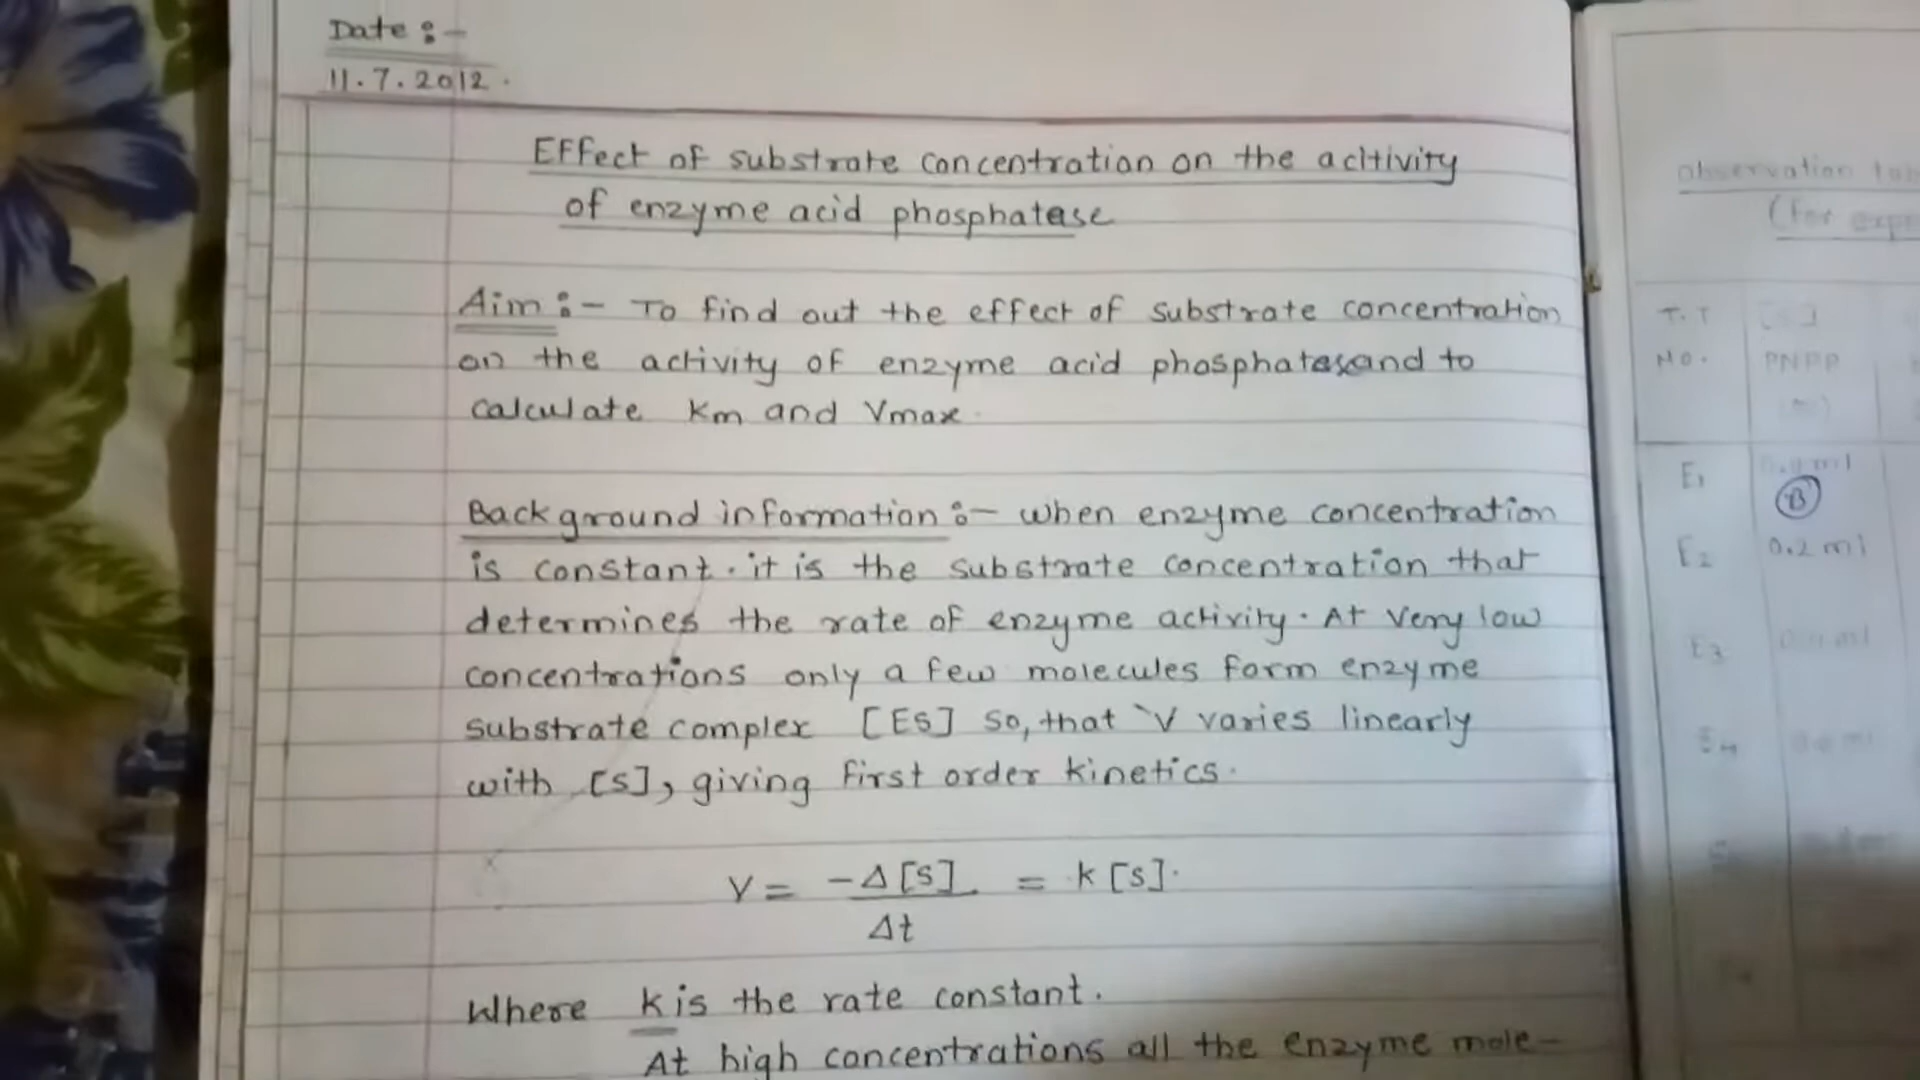 Date :-
11.7.2012.
Effect of substrate concentration on the acitivity
of enzyme acid phosphatase
Aim :- To find out the effect of substrate concentration
on the activity of enzyme acid phosphatase and to
calculate Km and Vmax.
Background information :- when enzyme concentration
is constant. it is the substrate concentration that
determines the rate of enzyme activity. At very low
concentrations only a few molecules form enzyme
substrate complex [ES] so, that V varies linearly
with [S], giving first order kinetics.
V = -Δ[S] = k[S].
Δt
Where k is the rate constant.
At high concentrations all the enzyme mole-
observation
(For
T.T [S]
No. PNPP
E1
B
E2 0.2 ml
E3